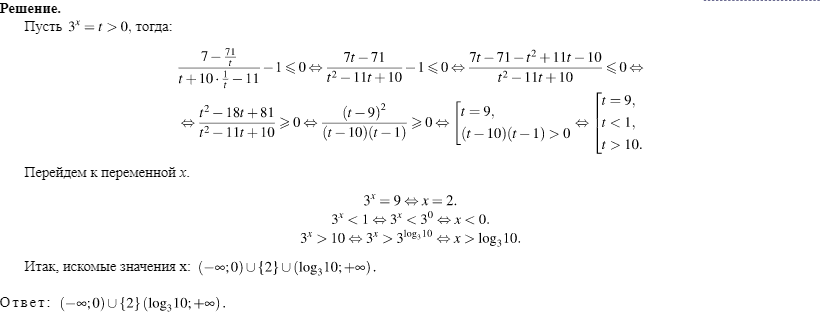 Решение.
Пусть 3^x = t > 0, тогда:
(7 − 71/t)/(t + 10 · 1/t − 11) − 1 ⩽ 0 ⇔ (7t − 71)/(t² − 11t + 10) − 1 ⩽ 0 ⇔ (7t − 71 − t² + 11t − 10)/(t² − 11t + 10) ⩽ 0 ⇔
⇔ (t² − 18t + 81)/(t² − 11t + 10) ⩾ 0 ⇔ (t − 9)²/((t − 10)(t − 1)) ⩾ 0 ⇔ [t = 9, (t − 10)(t − 1) > 0 ⇔ [t = 9, t < 1, t > 10.
Перейдем к переменной x.
3^x = 9 ⇔ x = 2.
3^x < 1 ⇔ 3^x < 3^0 ⇔ x < 0.
3^x > 10 ⇔ 3^x > 3^(log₃10) ⇔ x > log₃10.
Итак, искомые значения x: (−∞; 0) ∪ {2} ∪ (log₃10; +∞).
Ответ: (−∞; 0) ∪ {2} (log₃10; +∞).